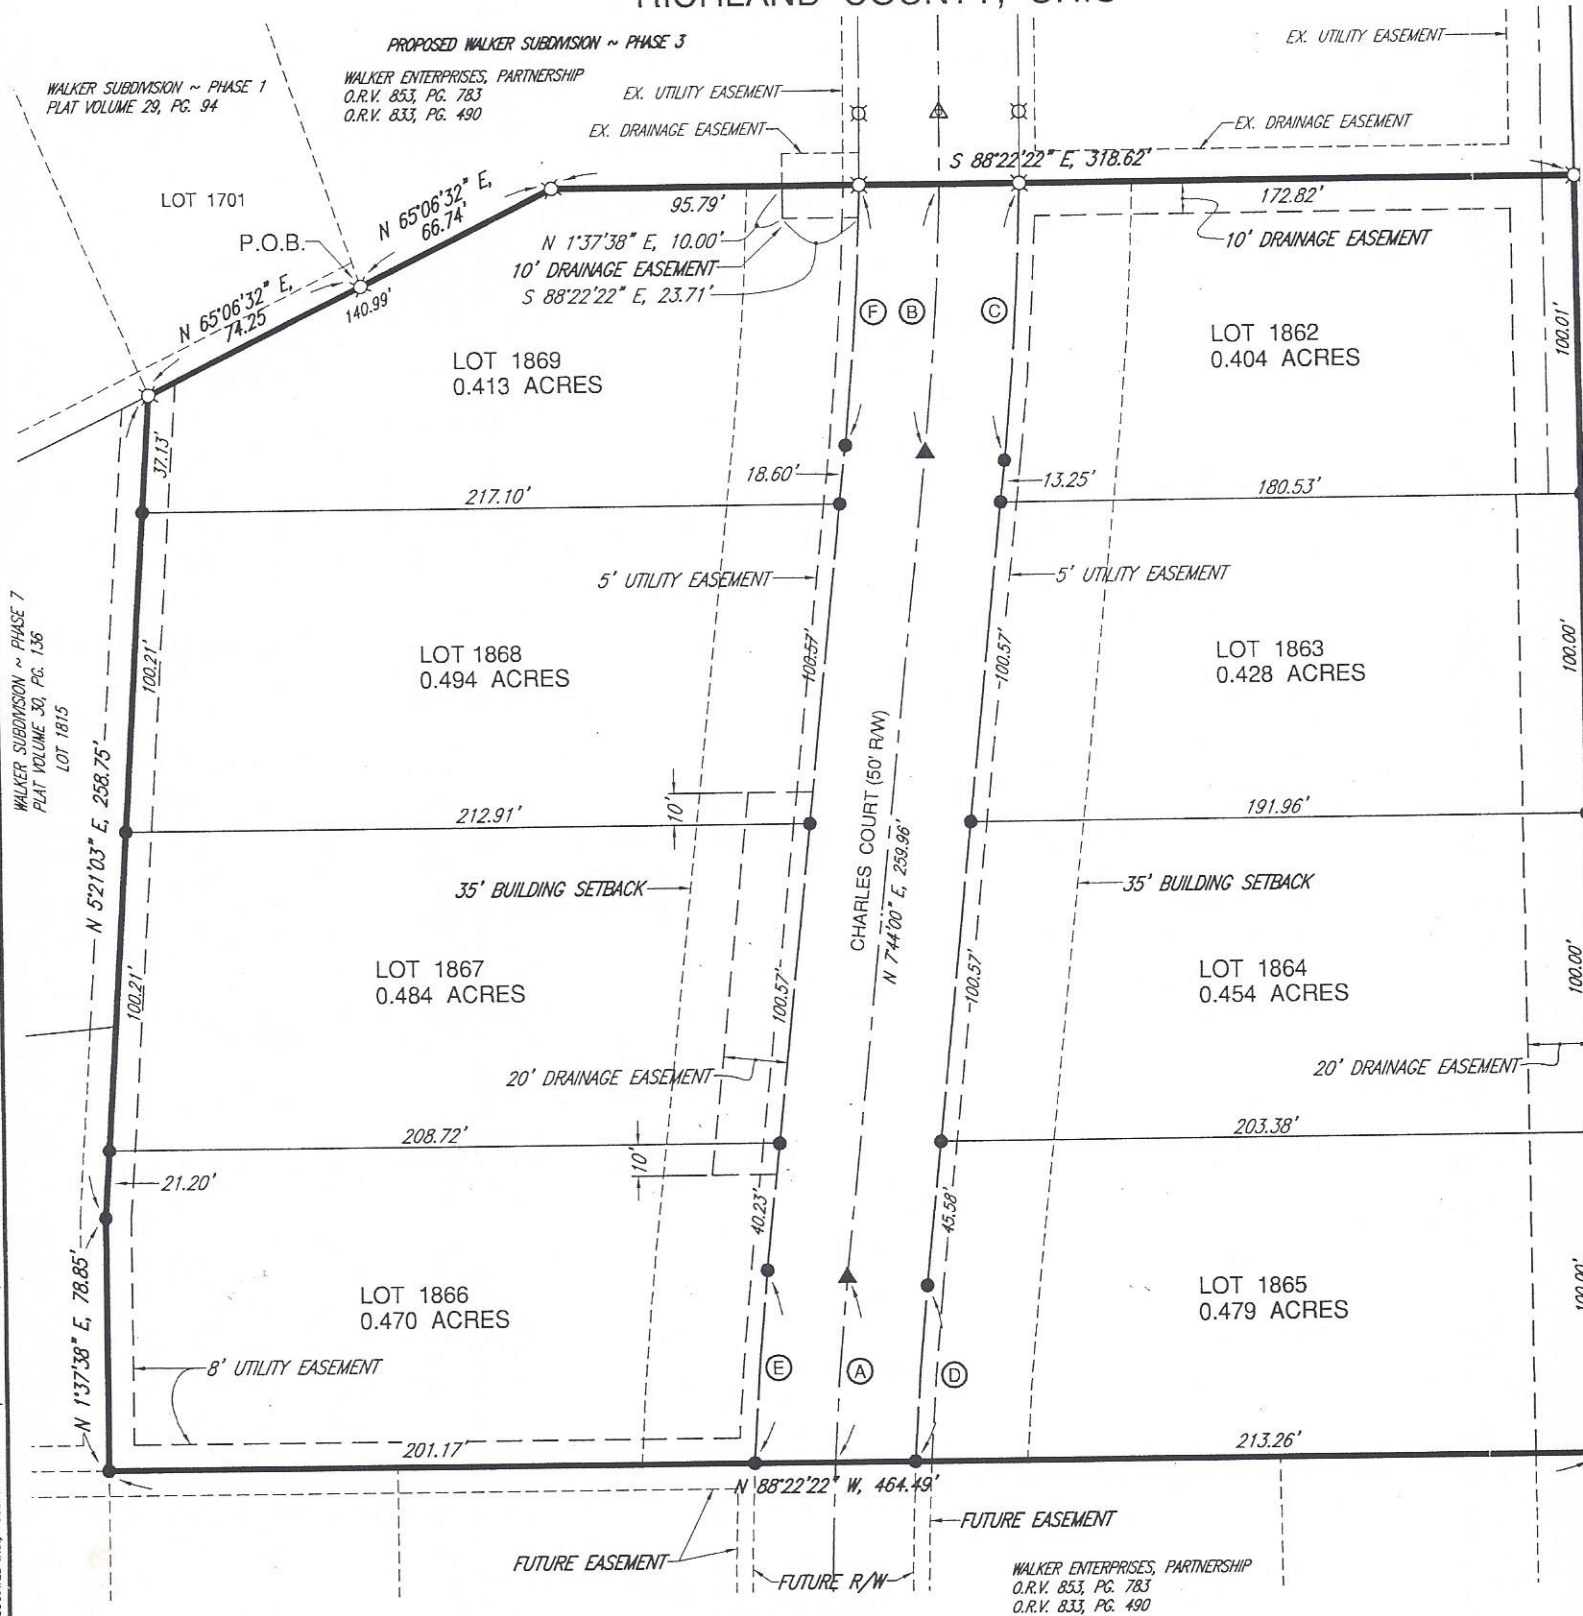 PROPOSED WALKER SUBDIVISION ~ PHASE 3
WALKER SUBDIVISION ~ PHASE 1
PLAT VOLUME 29, PG. 94
WALKER ENTERPRISES, PARTNERSHIP
O.R.V. 853, PG. 783
O.R.V. 833, PG. 490
EX. UTILITY EASEMENT
EX. DRAINAGE EASEMENT
EX. UTILITY EASEMENT
EX. DRAINAGE EASEMENT
S 88°22'22" E, 318.62'
LOT 1701
N 65°06'32" E,
66.74'
P.O.B.
95.79'
172.82'
N 1°37'38" E, 10.00'
10' DRAINAGE EASEMENT
S 88°22'22" E, 23.71'
10' DRAINAGE EASEMENT
N 65°06'32" E,
74.25
140.99'
F
B
C
LOT 1869
0.413 ACRES
LOT 1862
0.404 ACRES
100.01'
37.13'
18.60'
13.25'
217.10'
180.53'
5' UTILITY EASEMENT
5' UTILITY EASEMENT
WALKER SUBDIVISION ~ PHASE 7
PLAT VOLUME 30, PG. 136
LOT 1815
100.21'
100.57'
100.57'
100.00'
LOT 1868
0.494 ACRES
LOT 1863
0.428 ACRES
N 5°21'03" E, 258.75'
CHARLES COURT (50' R/W)
N 7°44'00" E, 259.96'
10'
212.91'
191.96'
35' BUILDING SETBACK
35' BUILDING SETBACK
LOT 1867
0.484 ACRES
LOT 1864
0.454 ACRES
100.21'
100.57'
100.57'
100.00'
20' DRAINAGE EASEMENT
20' DRAINAGE EASEMENT
208.72'
203.38'
10'
21.20'
40.23'
45.58'
N 1°37'38" E, 78.85'
LOT 1866
0.470 ACRES
LOT 1865
0.479 ACRES
100.00'
8' UTILITY EASEMENT
E
A
D
201.17'
213.26'
N 88°22'22" W, 464.49'
FUTURE EASEMENT
FUTURE EASEMENT
FUTURE R/W
WALKER ENTERPRISES, PARTNERSHIP
O.R.V. 853, PG. 783
O.R.V. 833, PG. 490